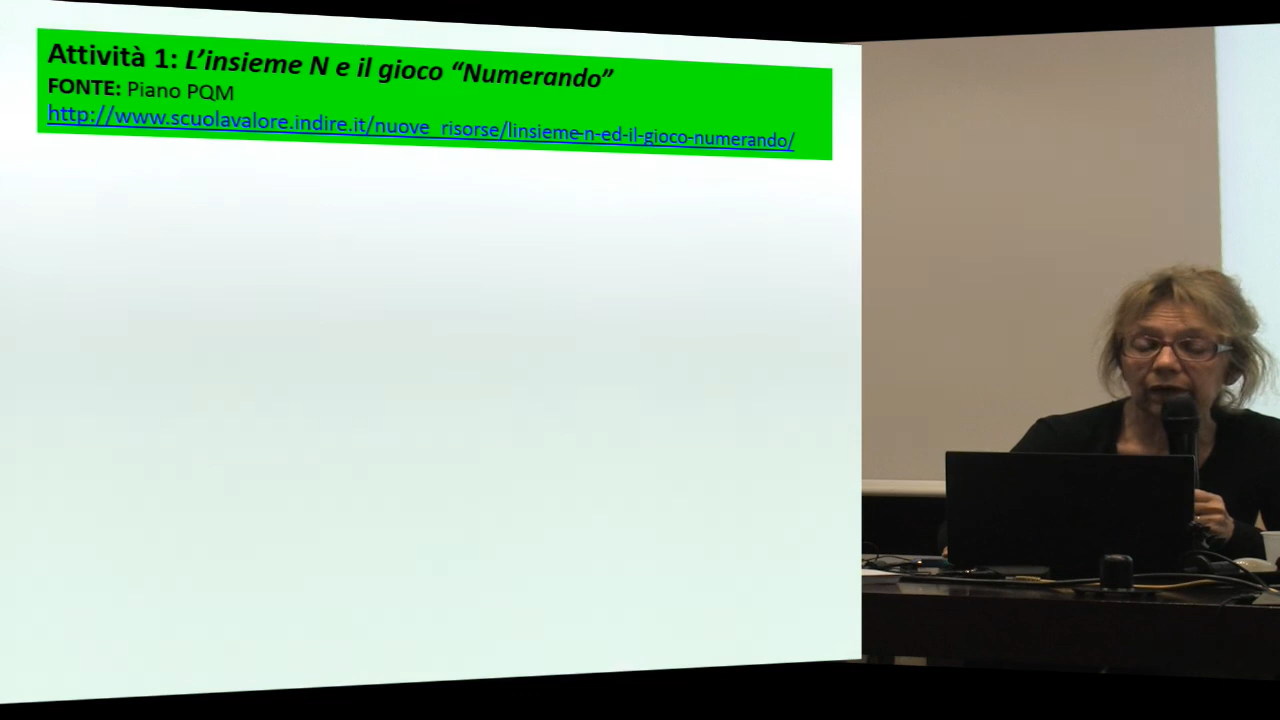 Attività 1: L’insieme N e il gioco “Numerando”
FONTE: Piano PQM
http://www.scuolavalore.indire.it/nuove_risorse/linsieme-n-ed-il-gioco-numerando/